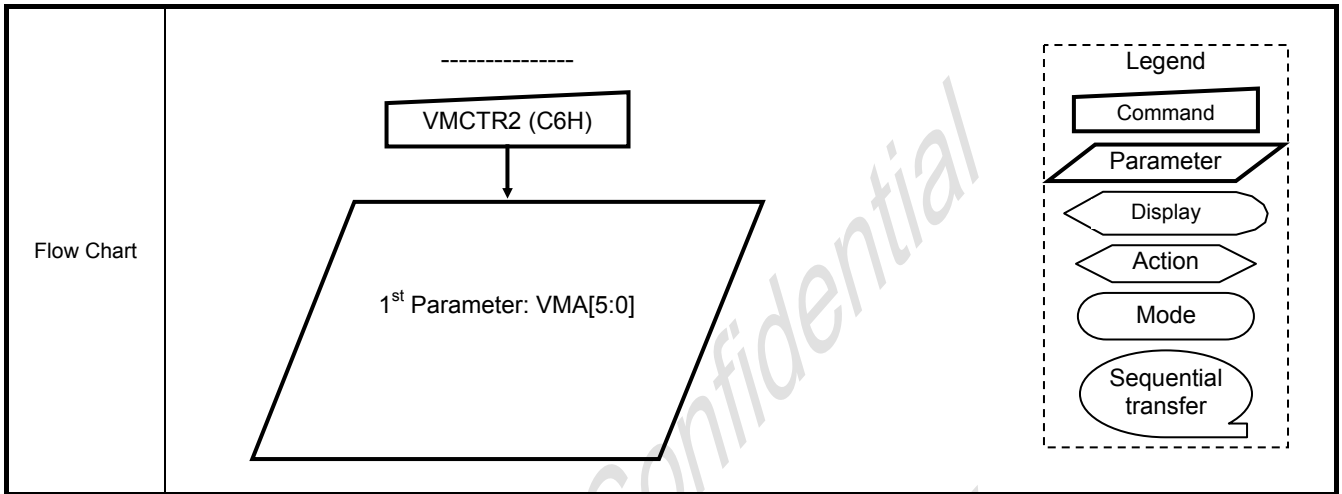 Flow Chart
---------------
VMCTR2 (C6H)
1st Parameter: VMA[5:0]
Legend
Command
Parameter
Display
Action
Mode
Sequential
transfer
Confidential